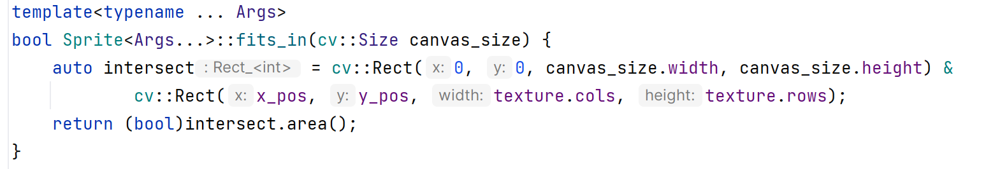 template<typename ... Args>
bool Sprite<Args...>::fits_in(cv::Size canvas_size) {
    auto intersect : Rect_<int> = cv::Rect( x: 0, y: 0, canvas_size.width, canvas_size.height) &
            cv::Rect( x: x_pos, y: y_pos, width: texture.cols, height: texture.rows);
    return (bool)intersect.area();
}